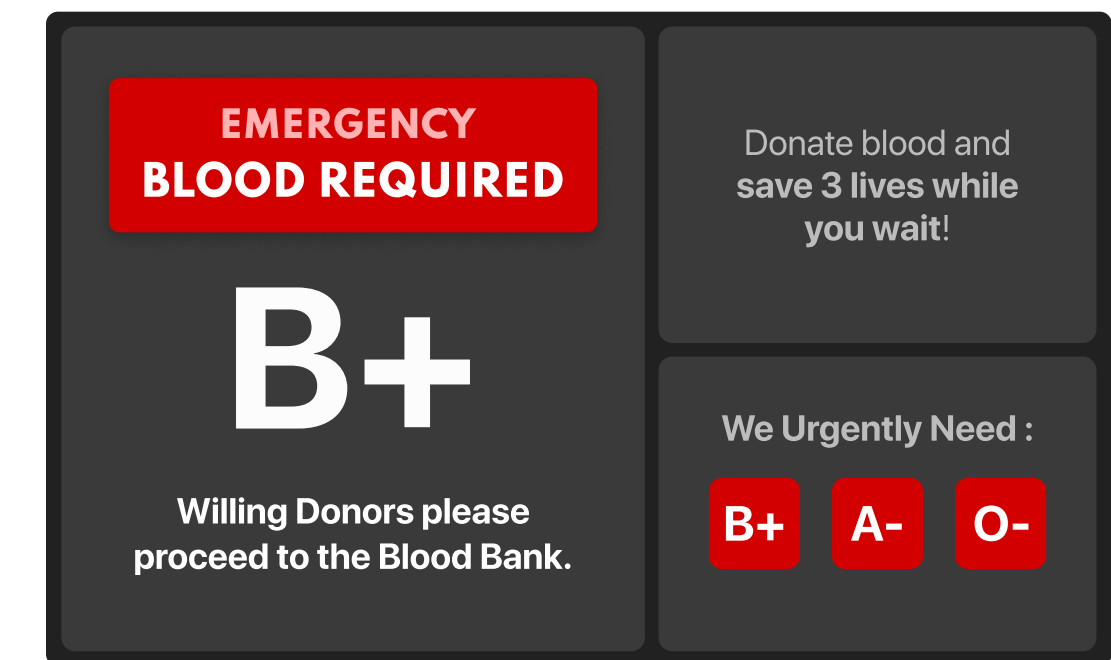 EMERGENCY
BLOOD REQUIRED
B+
Willing Donors please
proceed to the Blood Bank.
Donate blood and
save 3 lives while
you wait!
We Urgently Need :
B+ A- O-